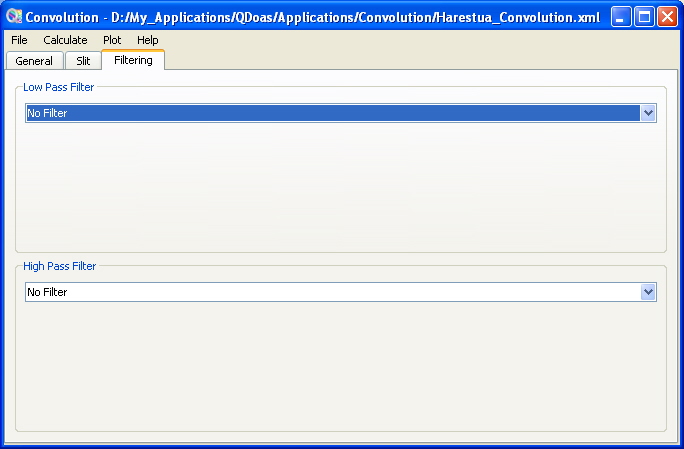 Convolution - D:/My_Applications/QDoas/Applications/Convolution/Harestua_Convolution.xml
File Calculate Plot Help
General Slit Filtering
Low Pass Filter
No Filter
High Pass Filter
No Filter